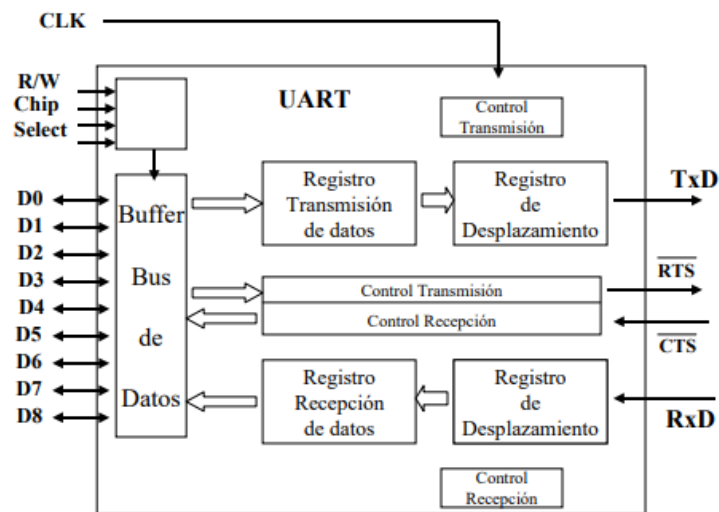 CLK
R/W
Chip
Select
UART
Control
Transmisión
D0
D1
D2
D3
D4
D5
D6
D7
D8
Buffer
Bus
de
Datos
Registro
Transmisión
de datos
Registro
de
Desplazamiento
TxD
Control Transmisión
Control Recepción
RTS
CTS
Registro
Recepción
de datos
Registro
de
Desplazamiento
RxD
Control
Recepción